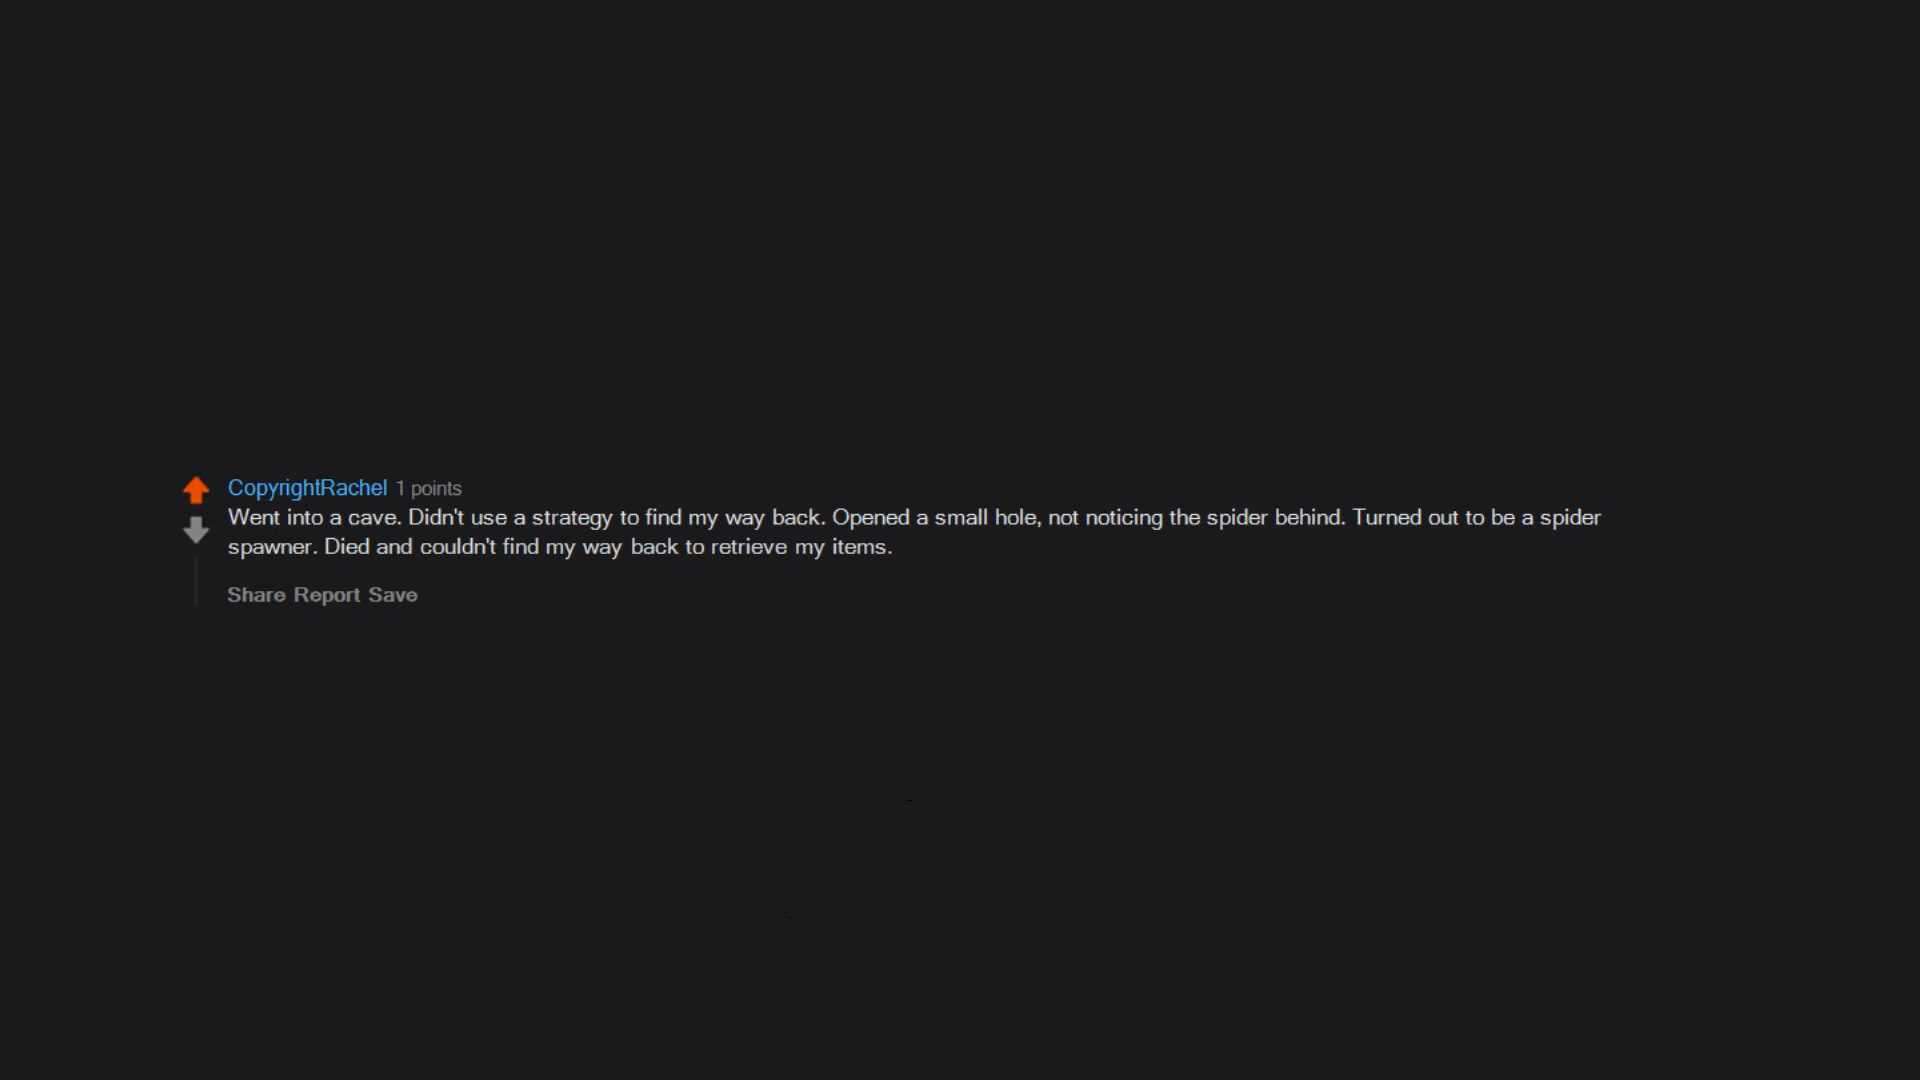 CopyrightRachel 1 points
Went into a cave. Didn't use a strategy to find my way back. Opened a small hole, not noticing the spider behind. Turned out to be a spider
spawner. Died and couldn't find my way back to retrieve my items.
Share Report Save